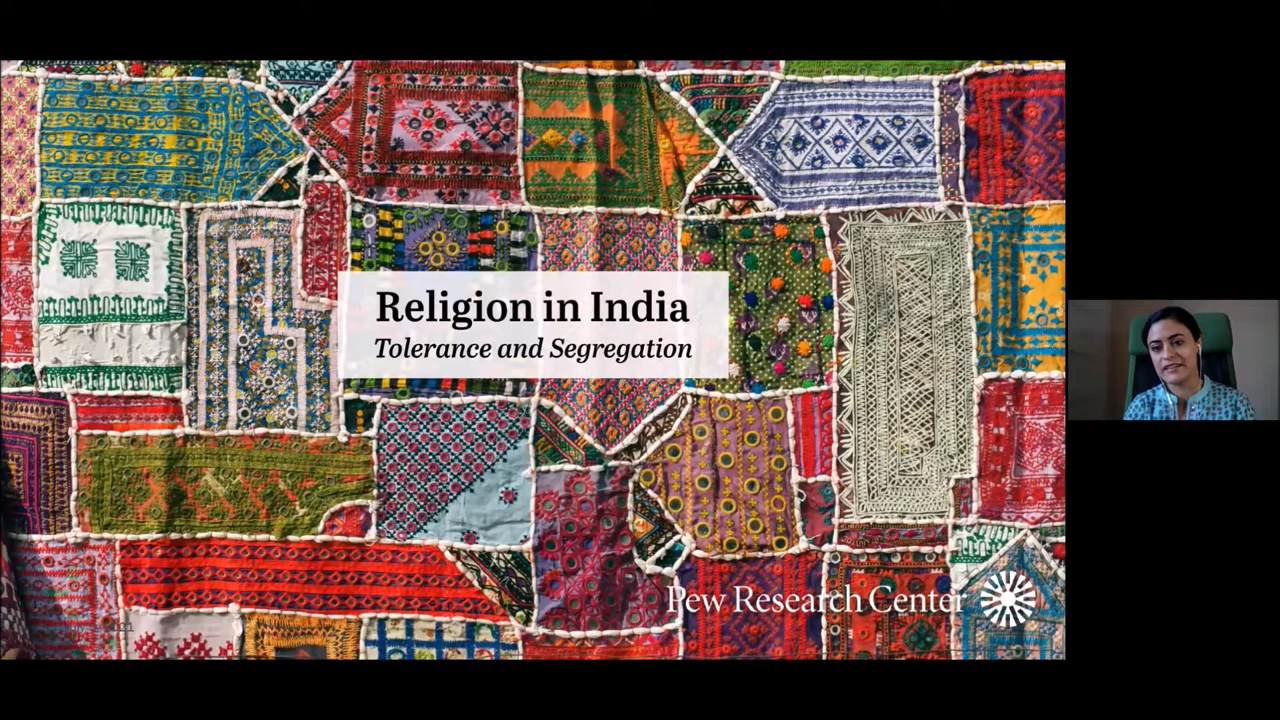 Religion in India
Tolerance and Segregation
Pew Research Center